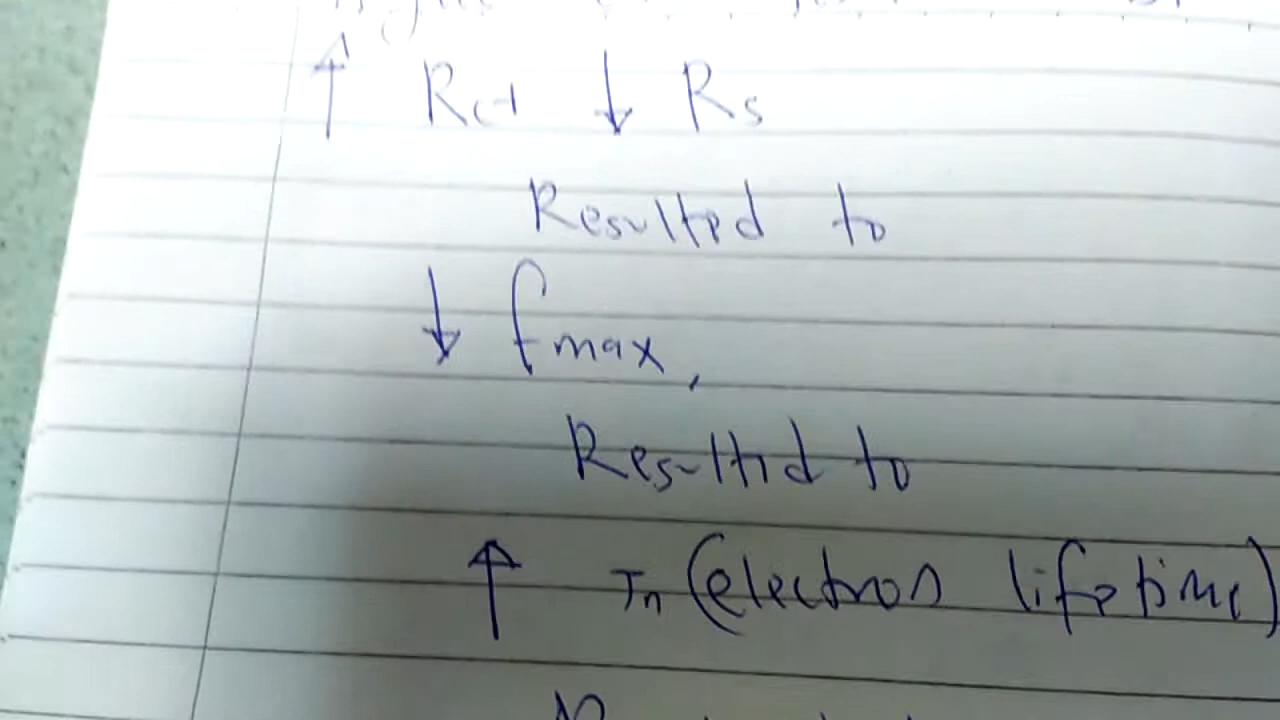 ↑ Rct ↓ Rs
Resulted to
↓ fmax,
Resulted to
↑ τn (electron lifetime)